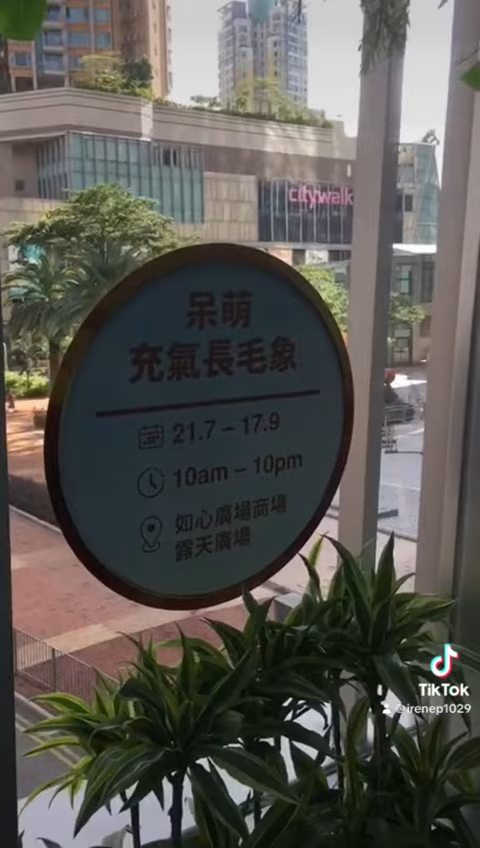 citywalk
呆萌
充氣長毛象
21.7 – 17.9
10am – 10pm
如心廣場商場
露天廣場
TikTok
@irenep1029